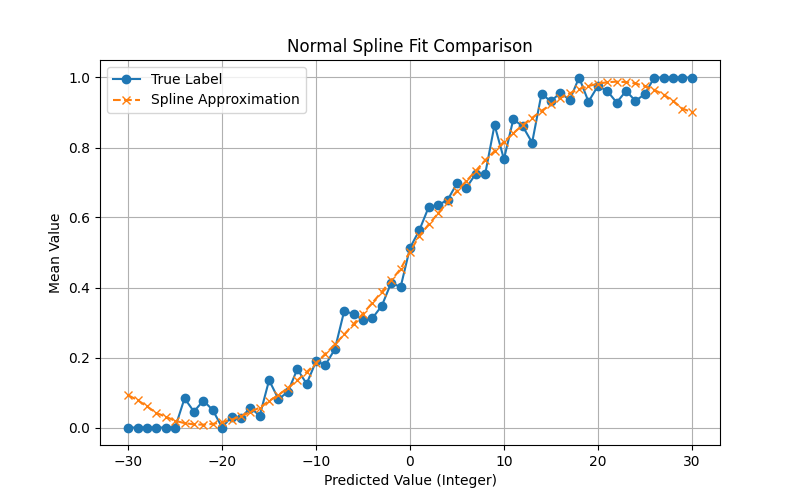 Normal Spline Fit Comparison
True Label
Spline Approximation
Mean Value
1.0
0.8
0.6
0.4
0.2
0.0
−30
−20
−10
0
10
20
30
Predicted Value (Integer)